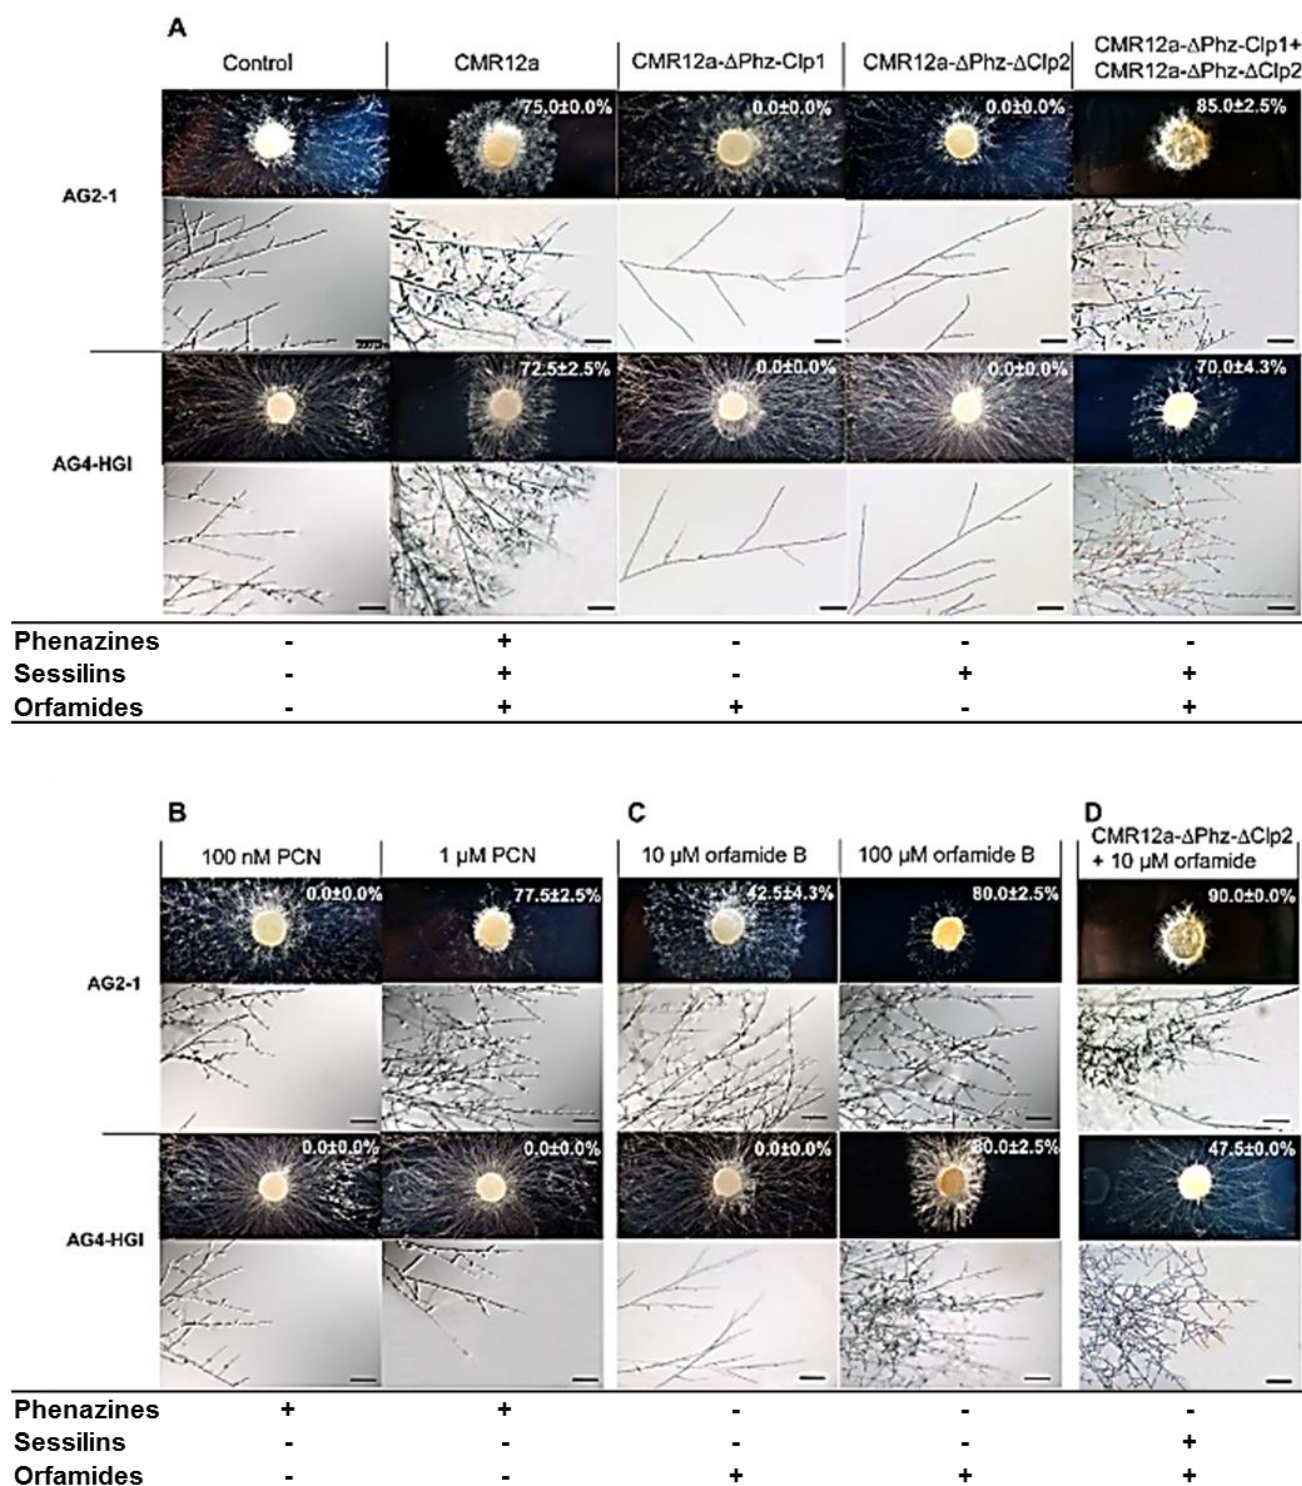 A
Control CMR12a CMR12a-ΔPhz-Clp1 CMR12a-ΔPhz-ΔClp2 CMR12a-ΔPhz-Clp1+ CMR12a-ΔPhz-ΔClp2
AG2-1 75.0±0.0% 0.0±0.0% 0.0±0.0% 85.0±2.5%
AG4-HGI 72.5±2.5% 0.0±0.0% 0.0±0.0% 70.0±4.3%
Phenazines - + - - -
Sessilins - + - + +
Orfamides - + + - +
B C D
100 nM PCN 1 µM PCN 10 µM orfamide B 100 µM orfamide B CMR12a-ΔPhz-ΔClp2 + 10 µM orfamide
AG2-1 0.0±0.0% 77.5±2.5% 42.5±4.3% 80.0±2.5% 90.0±0.0%
AG4-HGI 0.0±0.0% 0.0±0.0% 0.0±0.0% 80.0±2.5% 47.5±0.0%
Phenazines + + - - -
Sessilins - - - - +
Orfamides - - + + +